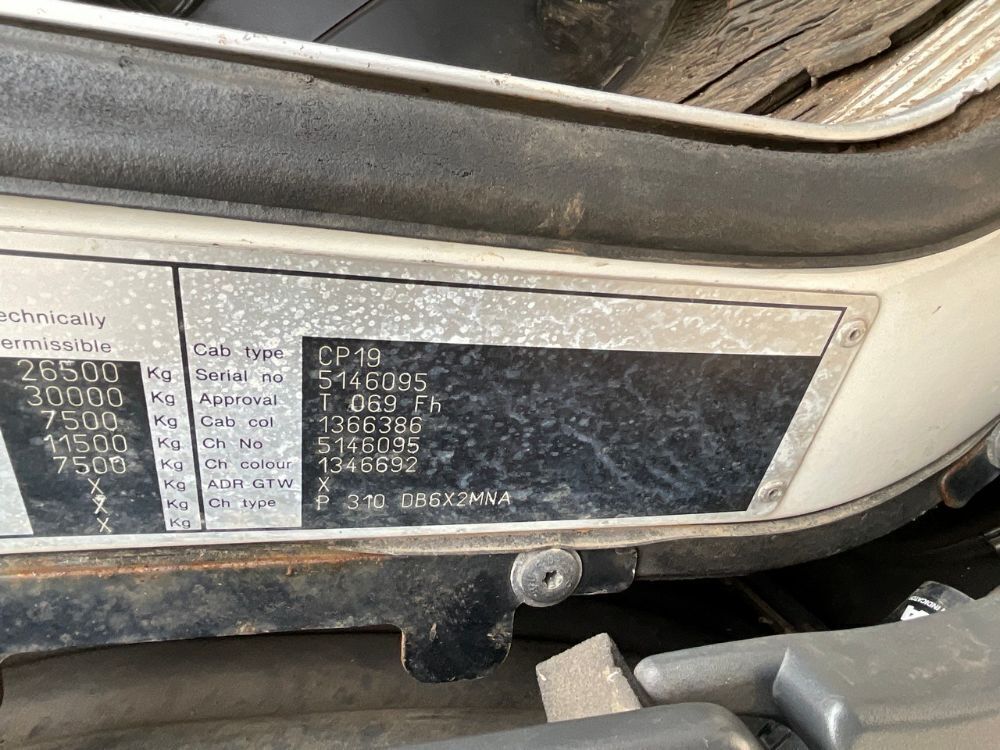 echnically
ermissible
26500 Kg
30000 Kg
7500 Kg
11500 Kg
7500 Kg
X Kg
X Kg
X Kg
Cab type CP19
Serial no 5146095
Approval T 069 Fh
Cab col 1366386
Ch No 5146095
Ch colour 1346692
ADR GTW X
Ch type P 310 DB6X2MNA
INDICATOR